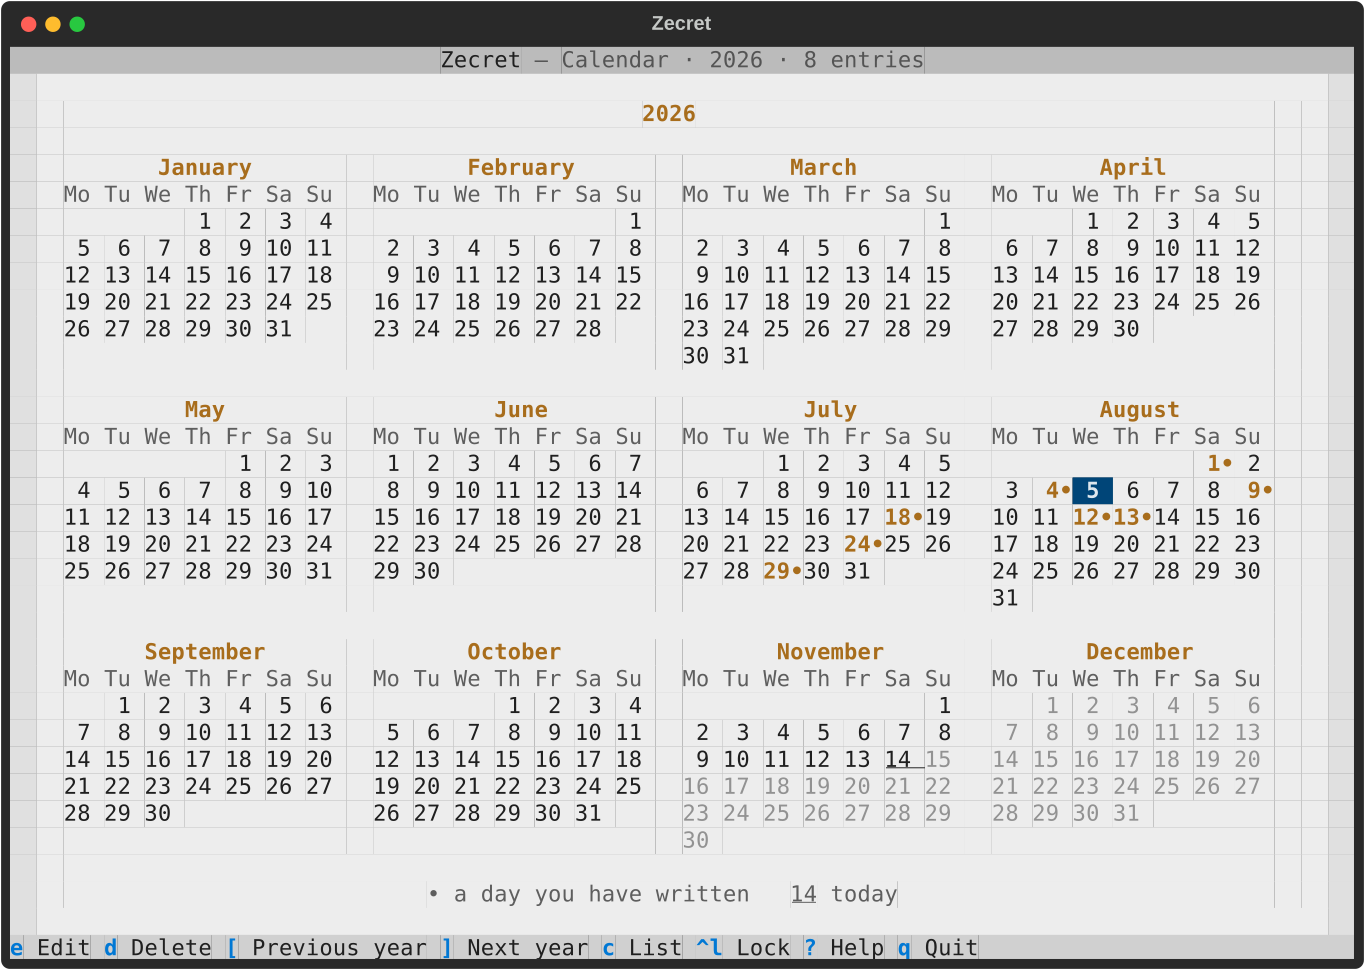 Zecret
Zecret — Calendar · 2026 · 8 entries
2026
January February March April
Mo Tu We Th Fr Sa Su Mo Tu We Th Fr Sa Su Mo Tu We Th Fr Sa Su Mo Tu We Th Fr Sa Su
1 2 3 4 1 1 1 2 3 4 5
5 6 7 8 9 10 11 2 3 4 5 6 7 8 2 3 4 5 6 7 8 6 7 8 9 10 11 12
12 13 14 15 16 17 18 9 10 11 12 13 14 15 9 10 11 12 13 14 15 13 14 15 16 17 18 19
19 20 21 22 23 24 25 16 17 18 19 20 21 22 16 17 18 19 20 21 22 20 21 22 23 24 25 26
26 27 28 29 30 31 23 24 25 26 27 28 23 24 25 26 27 28 29 27 28 29 30
30 31
May June July August
Mo Tu We Th Fr Sa Su Mo Tu We Th Fr Sa Su Mo Tu We Th Fr Sa Su Mo Tu We Th Fr Sa Su
1 2 3 1 2 3 4 5 6 7 1 2 3 4 5 1• 2
4 5 6 7 8 9 10 8 9 10 11 12 13 14 6 7 8 9 10 11 12 3 4• 5 6 7 8 9•
11 12 13 14 15 16 17 15 16 17 18 19 20 21 13 14 15 16 17 18• 19 10 11 12• 13• 14 15 16
18 19 20 21 22 23 24 22 23 24 25 26 27 28 20 21 22 23 24• 25 26 17 18 19 20 21 22 23
25 26 27 28 29 30 31 29 30 27 28 29• 30 31 24 25 26 27 28 29 30
31
September October November December
Mo Tu We Th Fr Sa Su Mo Tu We Th Fr Sa Su Mo Tu We Th Fr Sa Su Mo Tu We Th Fr Sa Su
1 2 3 4 5 6 1 2 3 4 1 1 2 3 4 5 6
7 8 9 10 11 12 13 5 6 7 8 9 10 11 2 3 4 5 6 7 8 7 8 9 10 11 12 13
14 15 16 17 18 19 20 12 13 14 15 16 17 18 9 10 11 12 13 14 15 14 15 16 17 18 19 20
21 22 23 24 25 26 27 19 20 21 22 23 24 25 16 17 18 19 20 21 22 21 22 23 24 25 26 27
28 29 30 26 27 28 29 30 31 23 24 25 26 27 28 29 28 29 30 31
30
• a day you have written 14 today
e Edit d Delete [ Previous year ] Next year c List ^l Lock ? Help q Quit